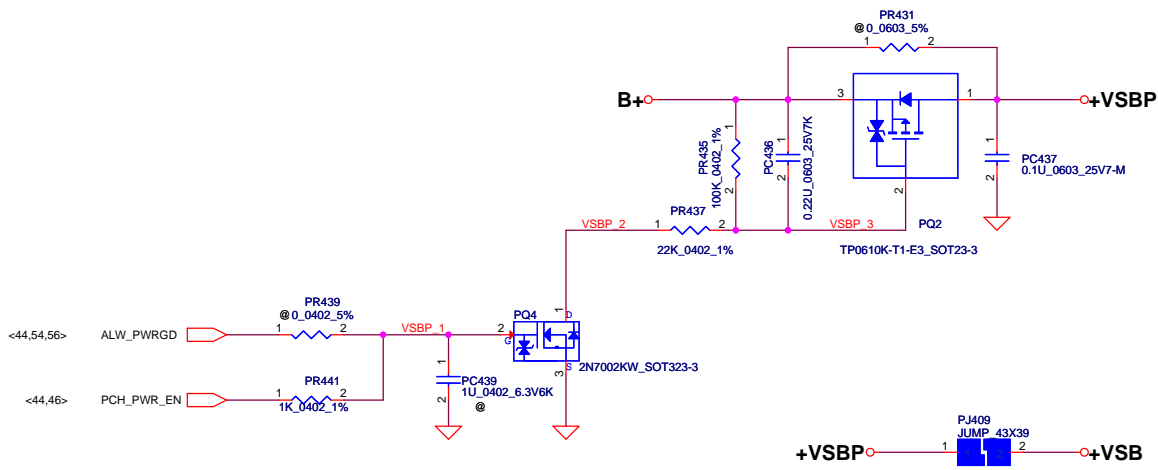 PR431
@ 0_0603_5%
1 2
B+
3 1
+VSBP
PR435
100K_0402_1%
1
2
PC436
0.22U_0603_25V7K
1
2
2
PQ2
TP0610K-T1-E3_SOT23-3
1
2
PC437
0.1U_0603_25V7-M
VSBP_2
PR437
1 2
22K_0402_1%
VSBP_3
PR439
@ 0_0402_5%
<44,54,56> ALW_PWRGD
1 2
VSBP_1
PQ4
1
D
2
G
S
3
2N7002KW_SOT323-3
PR441
<44,46> PCH_PWR_EN
1 2
1K_0402_1%
1
2
PC439
1U_0402_6.3V6K
@
PJ409
JUMP_43X39
+VSBP
1 1 2 2
+VSB